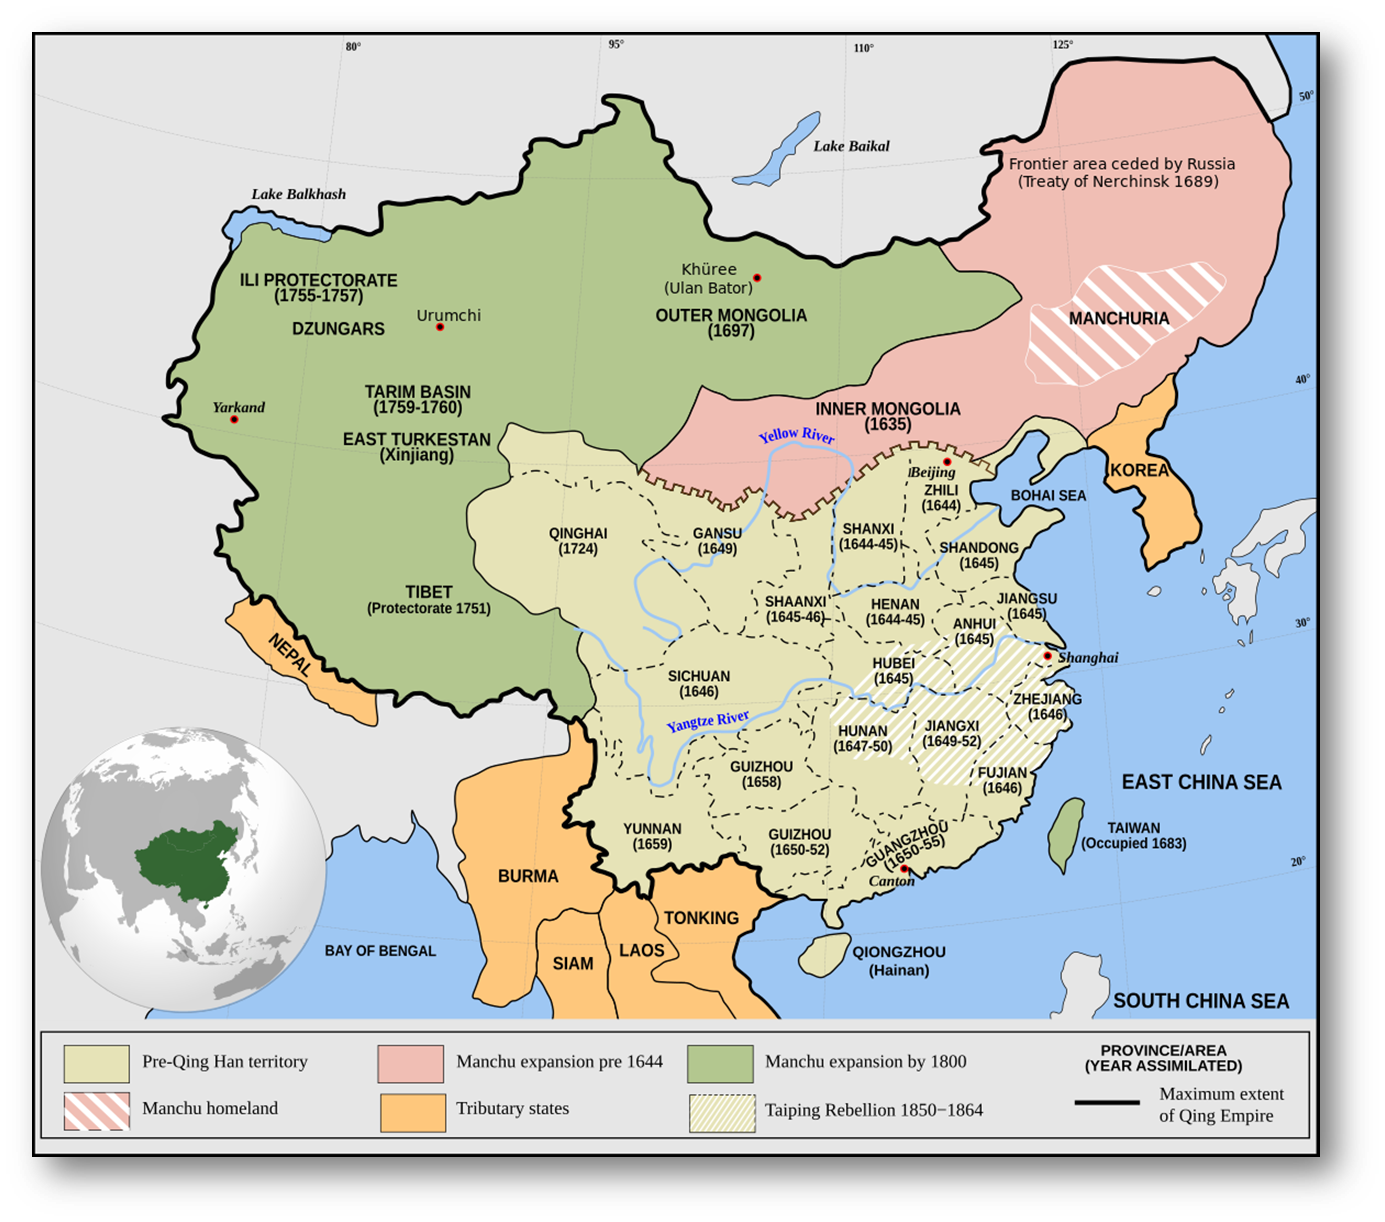 80°
95°
110°
125°
50°
Lake Baikal
Frontier area ceded by Russia
(Treaty of Nerchinsk 1689)
Lake Balkhash
ILI PROTECTORATE
(1755-1757)
DZUNGARS
Urumchi
Khüree
(Ulan Bator)
OUTER MONGOLIA
(1697)
MANCHURIA
40°
Yarkand
TARIM BASIN
(1759-1760)
EAST TURKESTAN
(Xinjiang)
INNER MONGOLIA
(1635)
Yellow River
Beijing
ZHILI
(1644)
BOHAI SEA
KOREA
QINGHAI
(1724)
GANSU
(1649)
SHANXI
(1644-45)
SHANDONG
(1645)
TIBET
(Protectorate 1751)
SHAANXI
(1645-46)
HENAN
(1644-45)
JIANGSU
(1645)
ANHUI
(1645)
30°
NEPAL
Shanghai
SICHUAN
(1646)
HUBEI
(1645)
ZHEJIANG
(1646)
Yangtze River
HUNAN
(1647-50)
JIANGXI
(1649-52)
GUIZHOU
(1658)
FUJIAN
(1646)
EAST CHINA SEA
YUNNAN
(1659)
GUIZHOU
(1650-52)
GUANGZHOU
(1650-55)
Canton
TAIWAN
(Occupied 1683)
20°
BURMA
TONKING
BAY OF BENGAL
SIAM
LAOS
QIONGZHOU
(Hainan)
SOUTH CHINA SEA
Pre-Qing Han territory
Manchu expansion pre 1644
Manchu expansion by 1800
PROVINCE/AREA
(YEAR ASSIMILATED)
Manchu homeland
Tributary states
Taiping Rebellion 1850−1864
Maximum extent
of Qing Empire